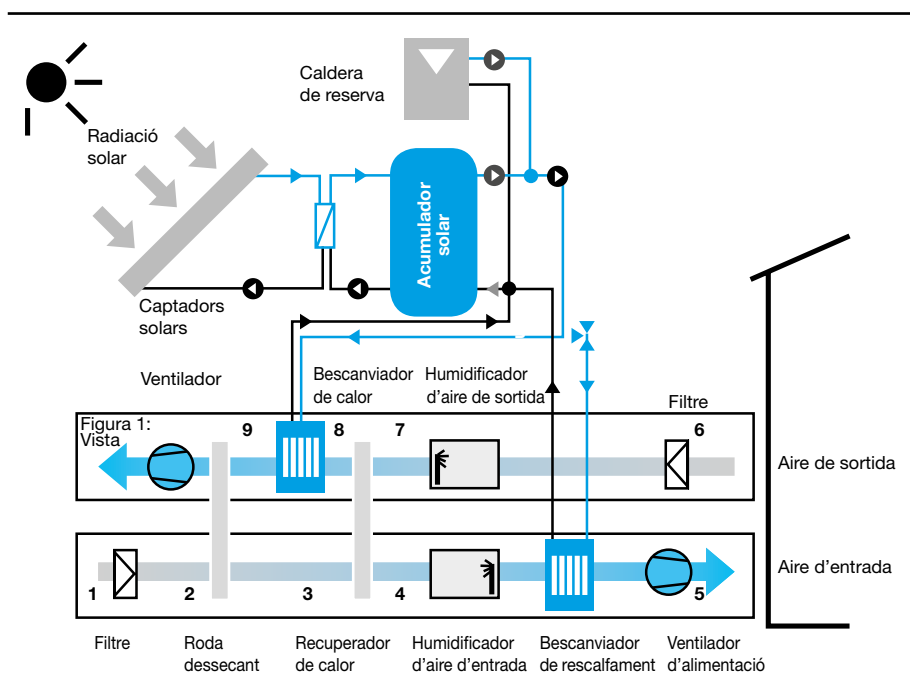 Caldera
de reserva
Radiació
solar
Acumulador
solar
Captadors
solars
Ventilador
Bescanviador
de calor
Humidificador
d'aire de sortida
Filtre
Figura 1:
Vista
9
8
7
6
Aire de sortida
1
2
3
4
5
Aire d'entrada
Filtre
Roda
dessecant
Recuperador
de calor
Humidificador
d'aire d'entrada
Bescanviador
de rescalfament
Ventilador
d'alimentació